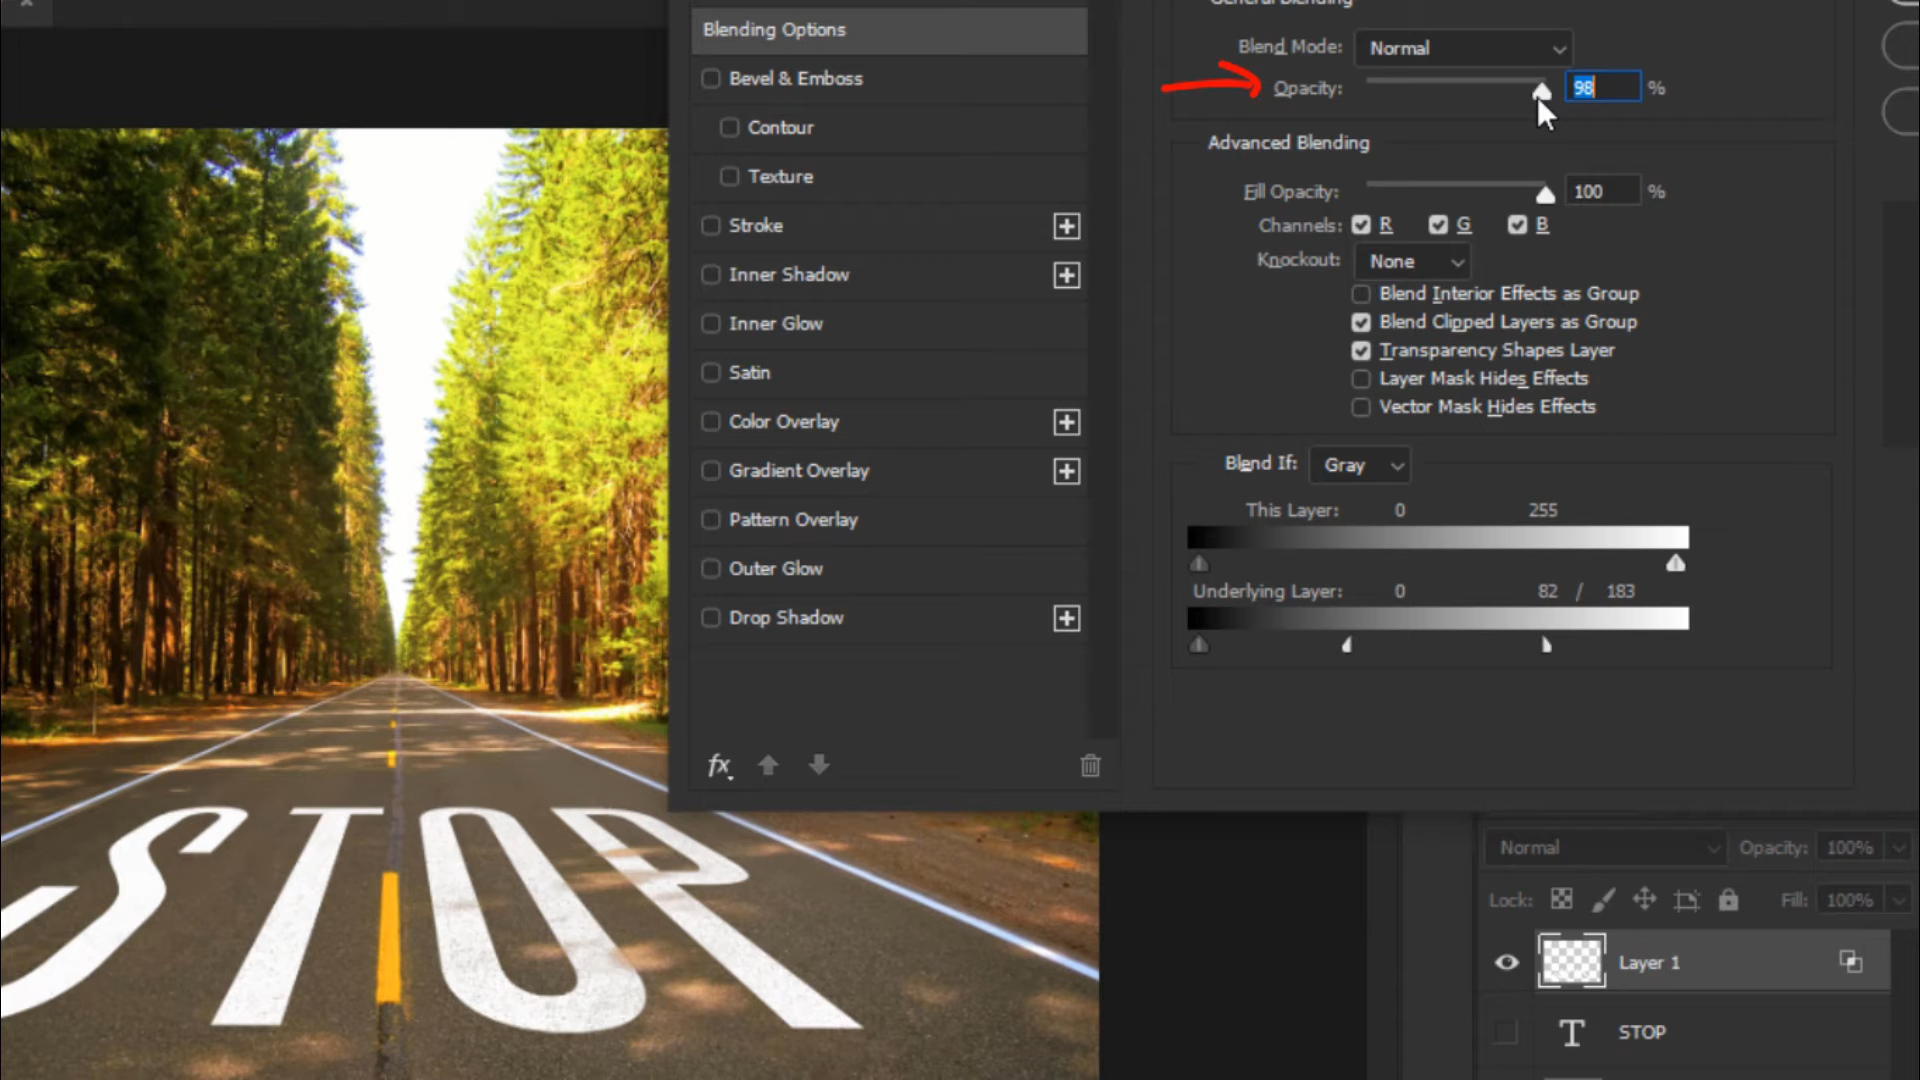 General Blending
Blending Options
Blend Mode: Normal
Bevel & Emboss
Opacity: 98 %
Contour
Advanced Blending
Texture
Fill Opacity: 100 %
Stroke
Channels: R G B
Knockout: None
Inner Shadow
Blend Interior Effects as Group
Inner Glow
Blend Clipped Layers as Group
Transparency Shapes Layer
Satin
Layer Mask Hides Effects
Vector Mask Hides Effects
Color Overlay
Blend If: Gray
Gradient Overlay
This Layer: 0 255
Pattern Overlay
Outer Glow
Underlying Layer: 0 82 / 183
Drop Shadow
fx
STOP
Normal Opacity: 100%
Lock: Fill: 100%
Layer 1
T STOP